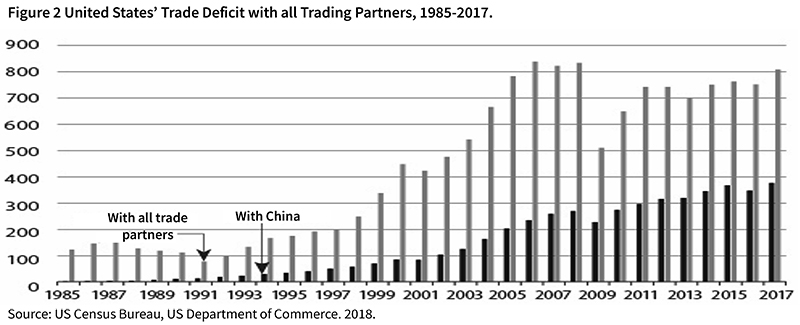 Figure 2 United States’ Trade Deficit with all Trading Partners, 1985-2017.
900
800
700
600
500
400
300
200
100
0
With all trade
partners
With China
1985 1987 1989 1991 1993 1995 1997 1999 2001 2003 2005 2007 2009 2011 2013 2015 2017
Source: US Census Bureau, US Department of Commerce. 2018.